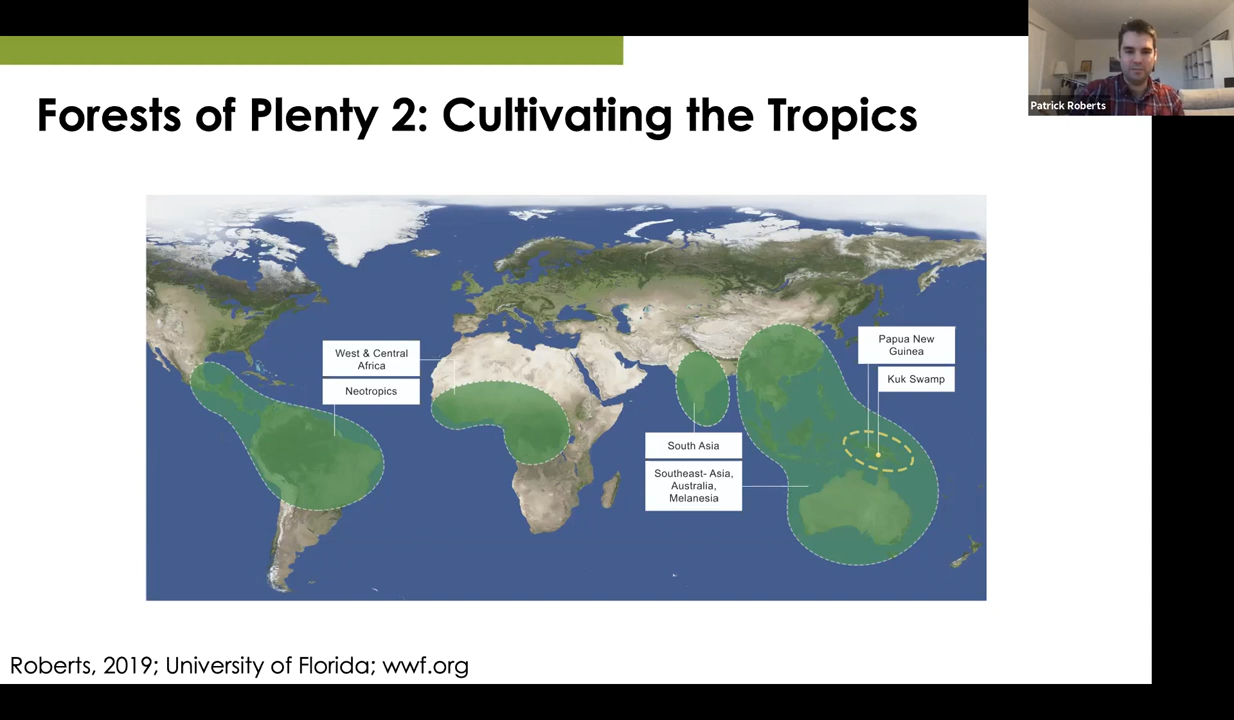 Patrick Roberts
Forests of Plenty 2: Cultivating the Tropics
West & Central
Africa
Neotropics
South Asia
Southeast- Asia,
Australia,
Melanesia
Papua New
Guinea
Kuk Swamp
Roberts, 2019; University of Florida; wwf.org